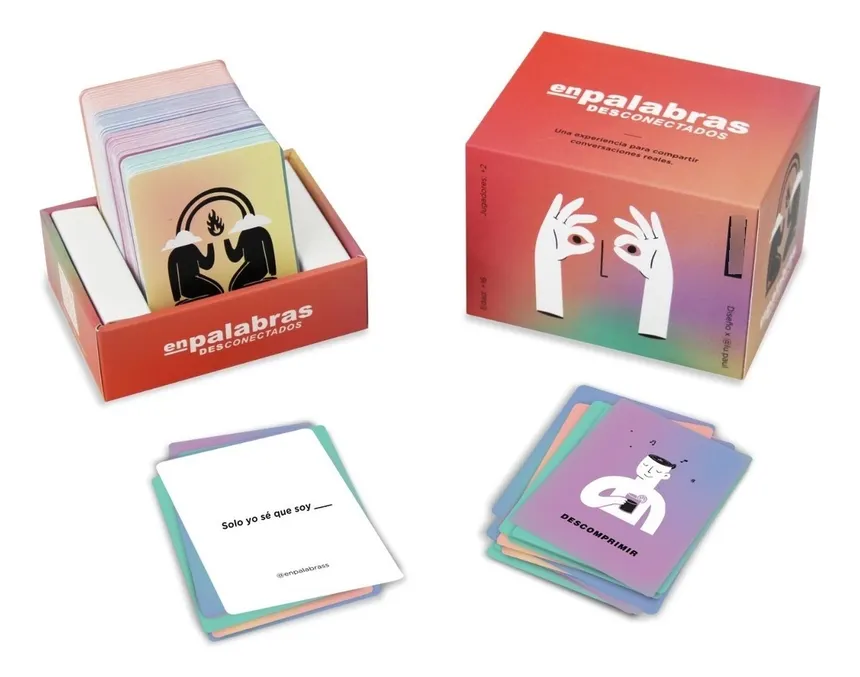 enpalabras
DESCONECTADOS
Una experiencia para compartir
conversaciones reales.
Jugadores: +2
Edad: +16
Diseño x @lu.paul
enpalabras
DESCONECTADOS
Solo yo sé que soy ___
@enpalabrass
DESCOMPRIMIR